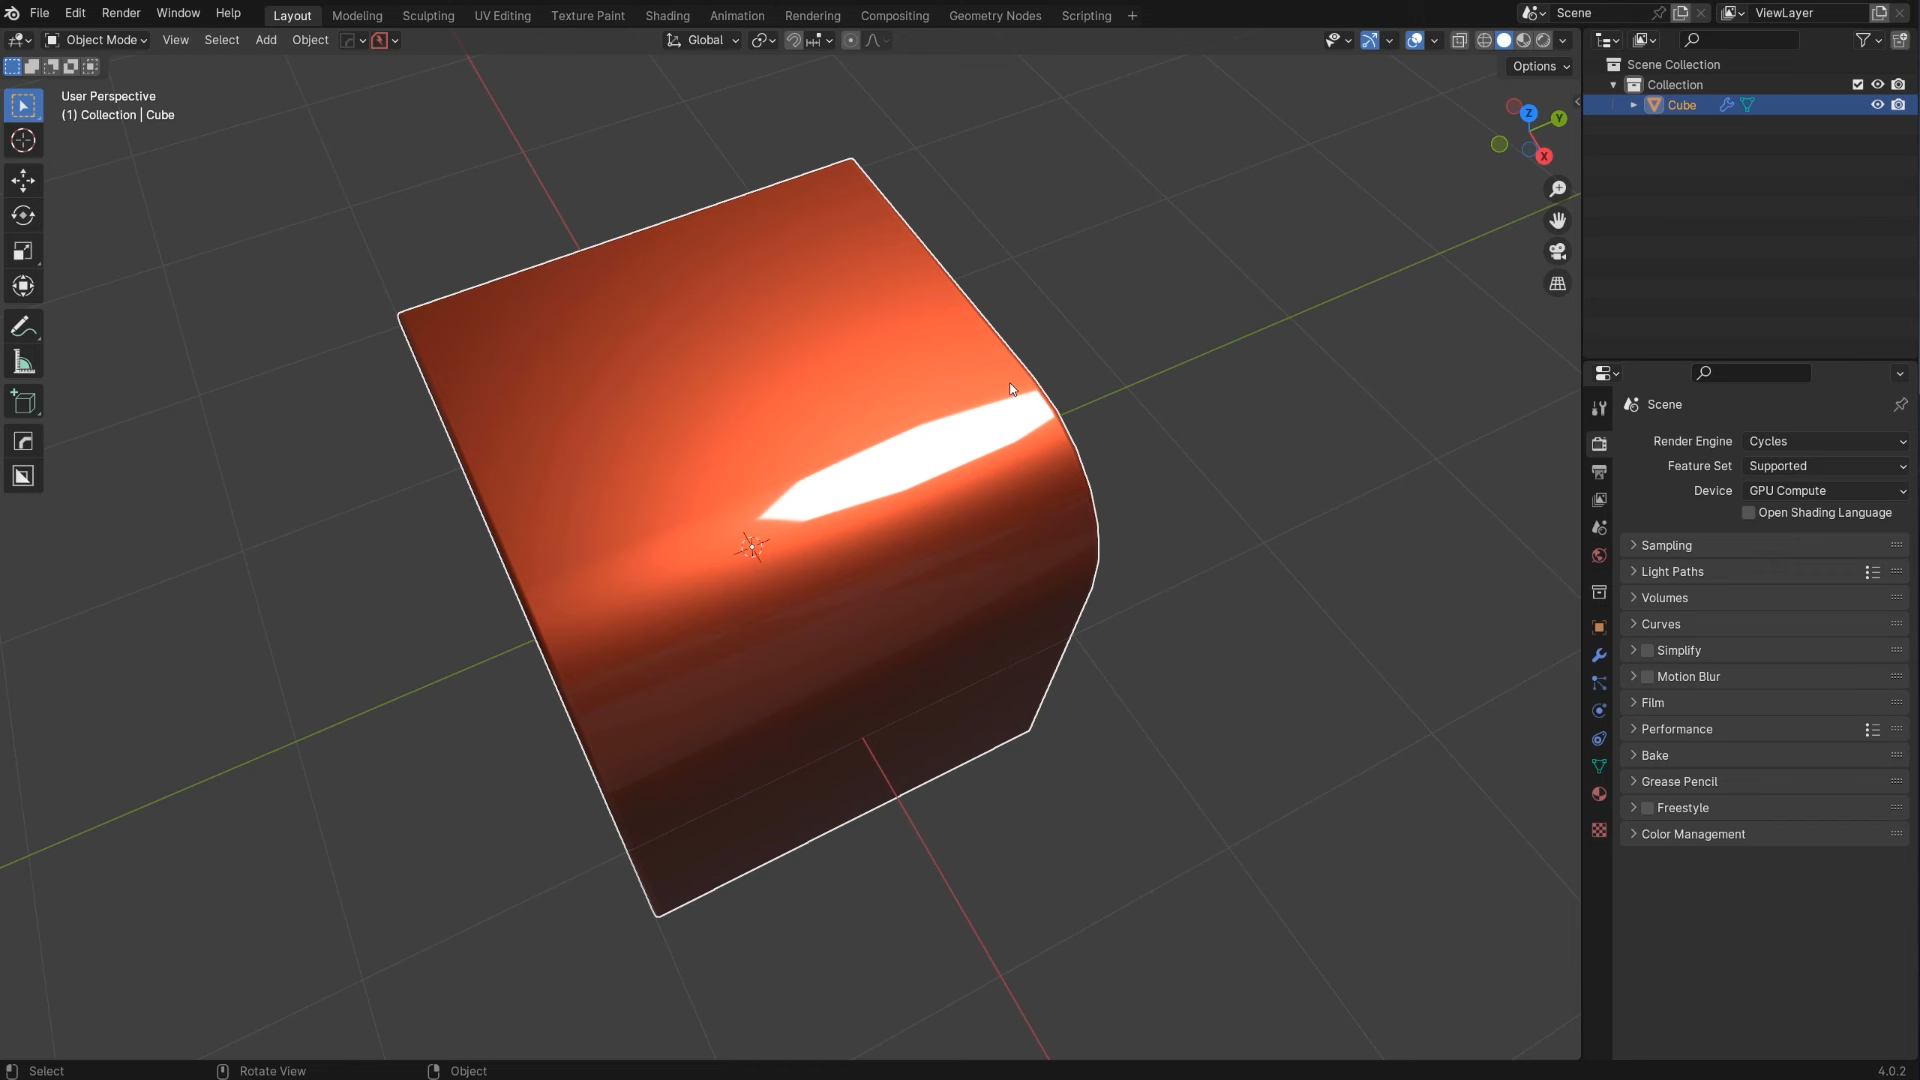 File Edit Render Window Help Layout Modeling Sculpting UV Editing Texture Paint Shading Animation Rendering Compositing Geometry Nodes Scripting + Scene ViewLayer
Object Mode View Select Add Object Global
Options
User Perspective
(1) Collection | Cube
Z
Y
X
Scene Collection
Collection
Cube
Scene
Render Engine Cycles
Feature Set Supported
Device GPU Compute
Open Shading Language
Sampling
Light Paths
Volumes
Curves
Simplify
Motion Blur
Film
Performance
Bake
Grease Pencil
Freestyle
Color Management
Select Rotate View Object 4.0.2